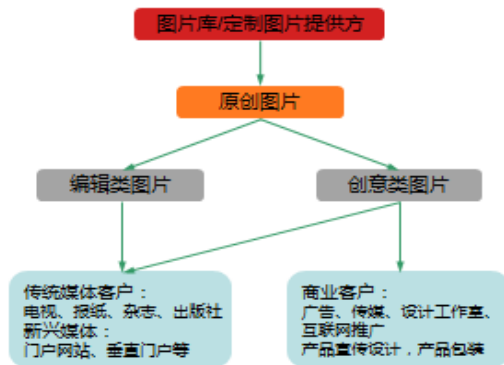 图片库/定制图片提供方
原创图片
编辑类图片
创意类图片
传统媒体客户：
电视、报纸、杂志、出版社
新兴媒体：
门户网站、垂直门户等
商业客户：
广告、传媒、设计工作室、
互联网推广
产品宣传设计，产品包装